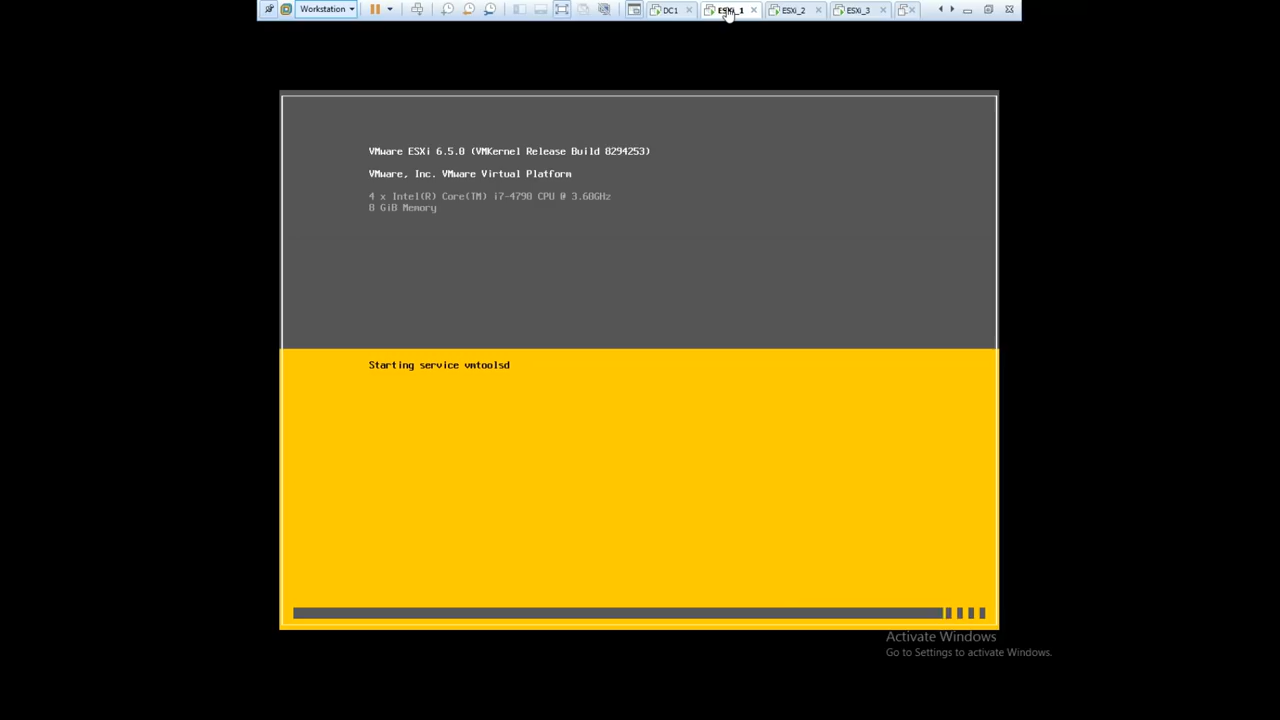 Workstation
DC1
ESXi_1
ESXi_2
ESXi_3
VMware ESXi 6.5.0 (VMKernel Release Build 8294253)
VMware, Inc. VMware Virtual Platform
4 x Intel(R) Core(TM) i7-4790 CPU @ 3.60GHz
8 GiB Memory
Starting service vmtoolsd
Activate Windows
Go to Settings to activate Windows.